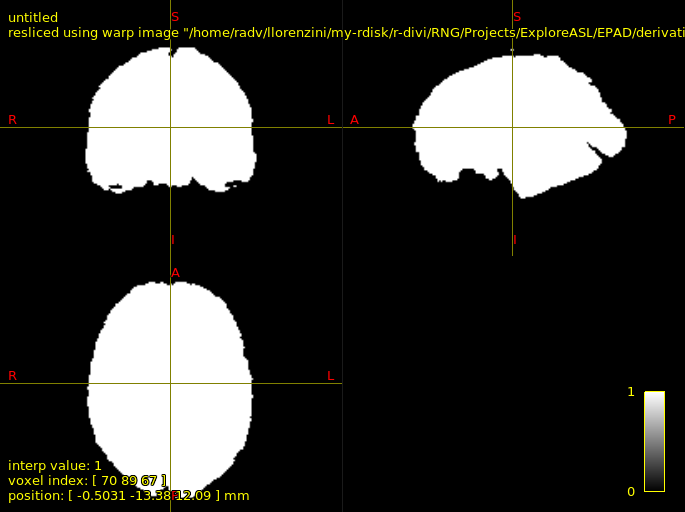 untitled
resliced using warp image "/home/radv/llorenzini/my-rdisk/r-divi/RNG/Projects/ExploreASL/EPAD/derivati
S
S
R
L
A
P
I
I
A
R
L
1
0
interp value: 1
voxel index: [ 70 89 67 ]
position: [ -0.5031 -13.38 12.09 ] mm
P